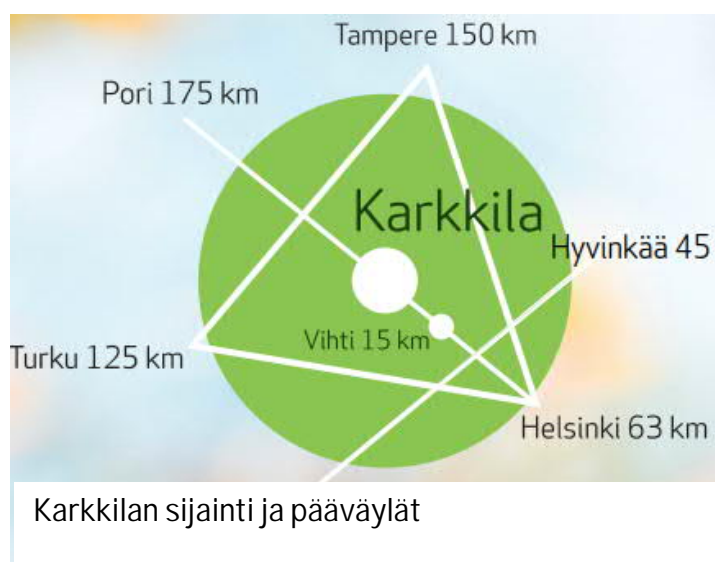 Tampere 150 km
Pori 175 km
Karkkila
Hyvinkää 45
Vihti 15 km
Turku 125 km
Helsinki 63 km
Karkkilan sijainti ja pääväylät